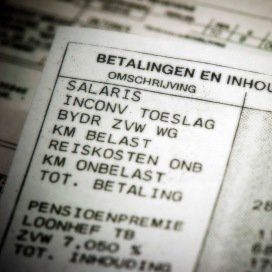 BETALINGEN EN INHOU
OMSCHRIJVING
SALARIS
INCONV. TOESLAG
BYDR ZVW WG
KM BELAST
REISKOSTEN ONB
KM ONBELAST
TOT. BETALING
PENSIOENPREMIE
LOONHEF TB
ZVW 7,050 %
TOT. INHOUDING